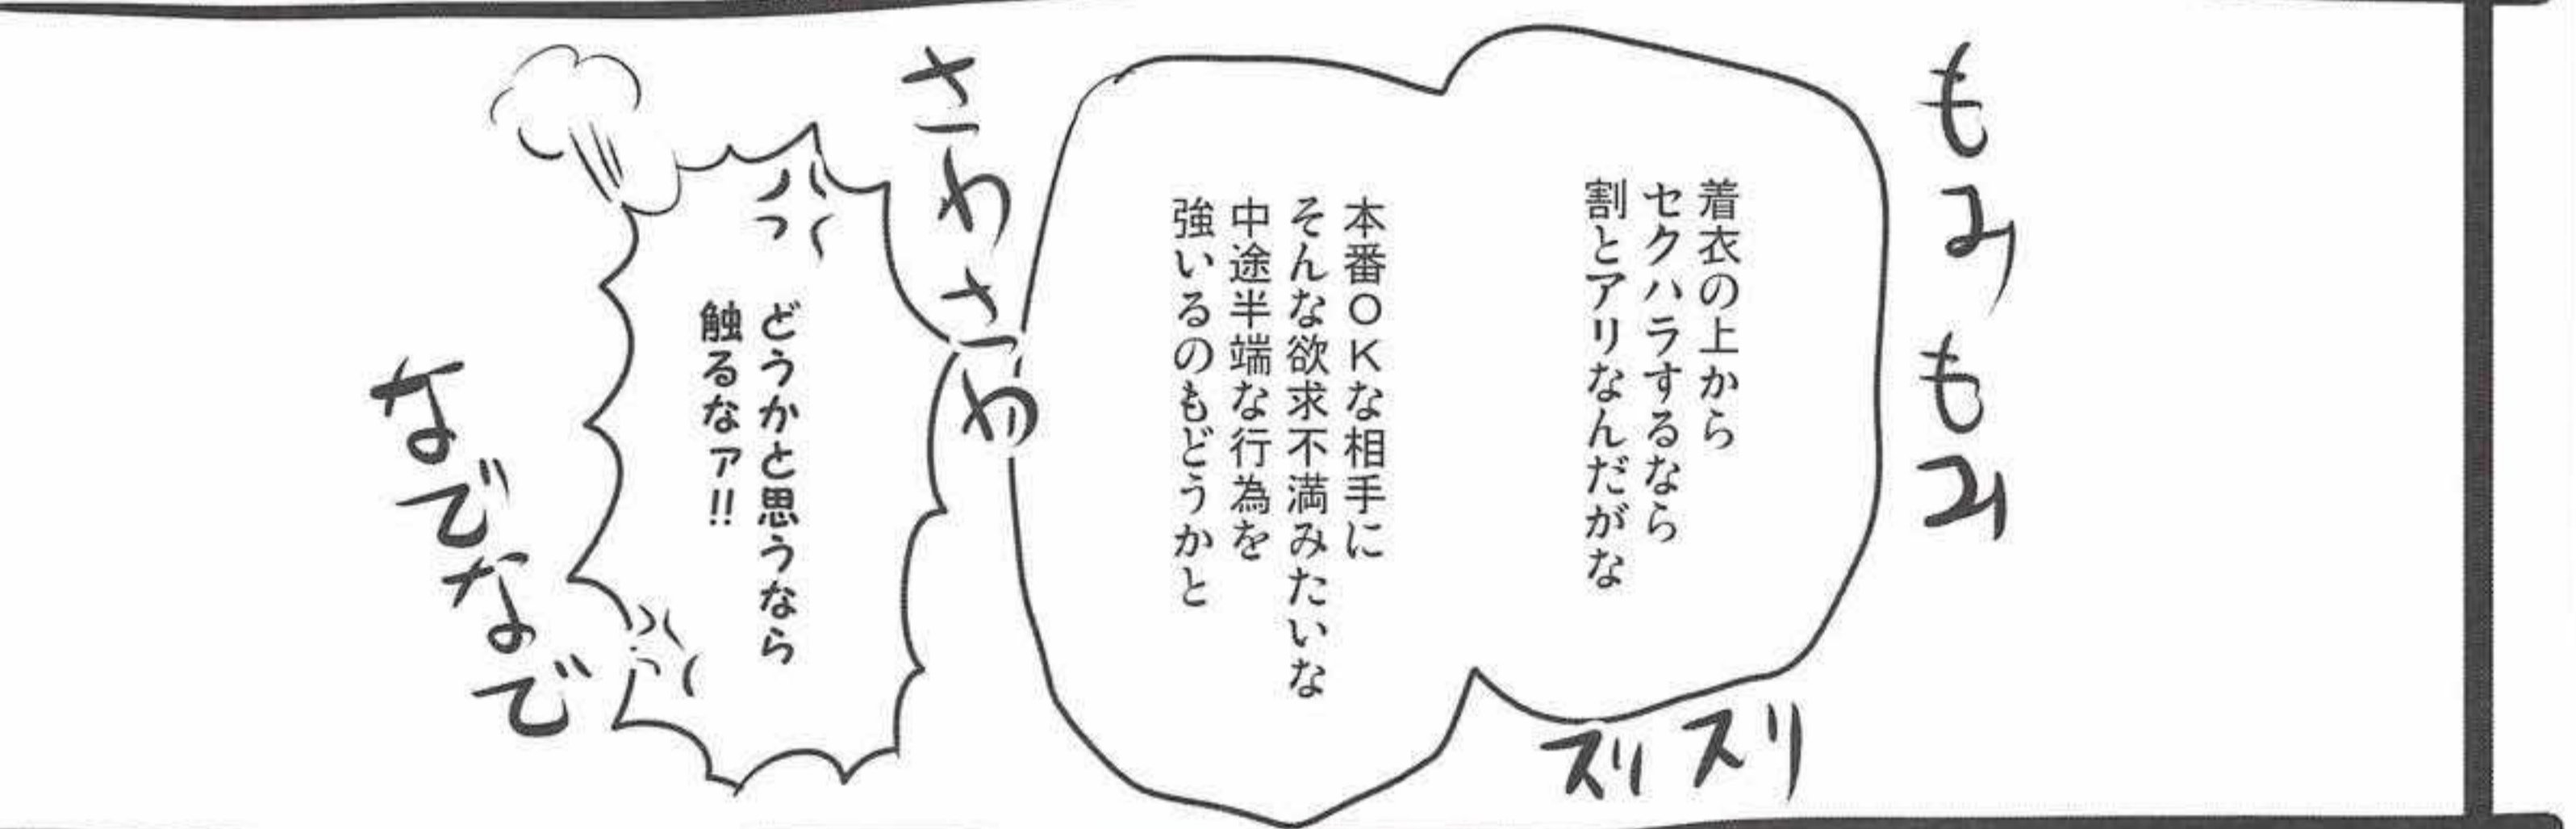 もみもみ
着衣の上から
セクハラするなら
割とアリなんだがな
スリスリ
本番OKな相手に
そんな欲求不満みたいな
中途半端な行為を
強いるのもどうかと
さわさわ
どうかと思うなら
触るなァ!!
なでなで